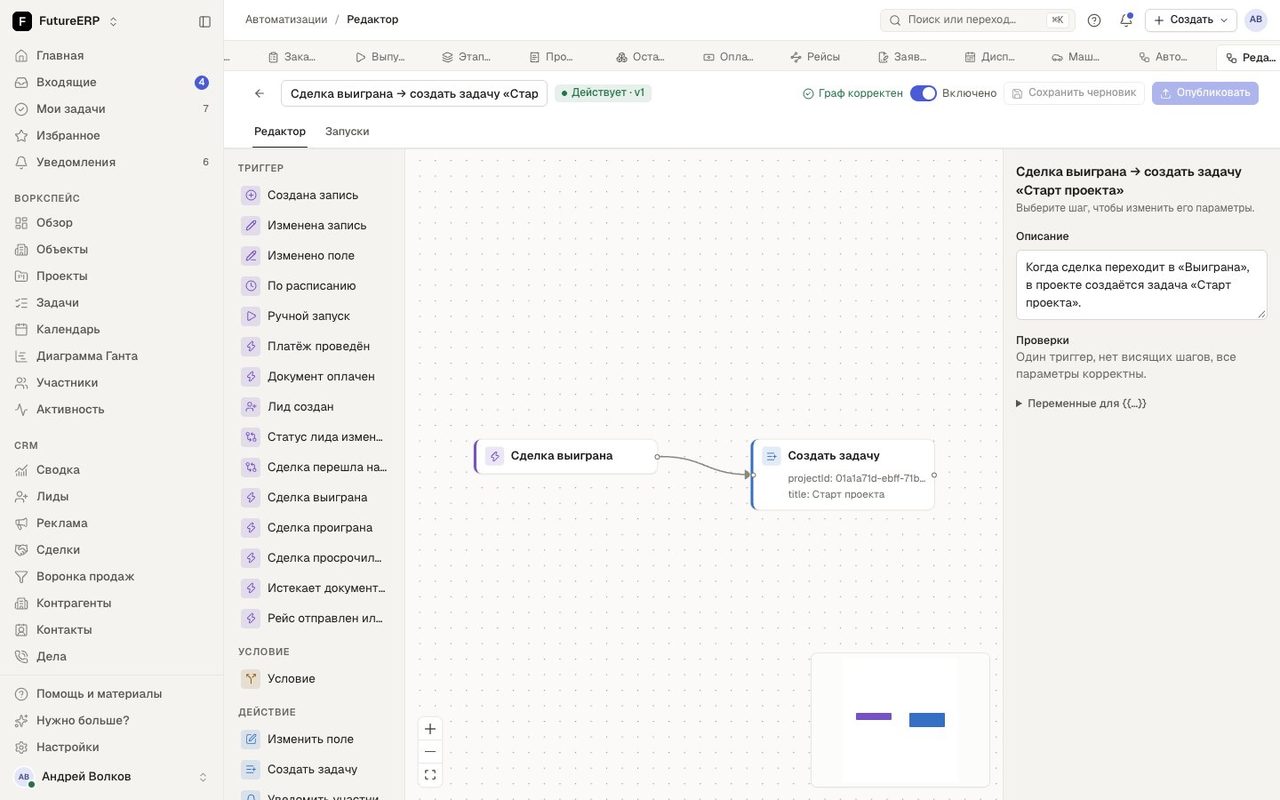 FutureERP
Главная
Входящие 4
Мои задачи 7
Избранное
Уведомления 6
ВОРКСПЕЙС
Обзор
Объекты
Проекты
Задачи
Календарь
Диаграмма Ганта
Участники
Активность
CRM
Сводка
Лиды
Реклама
Сделки
Воронка продаж
Контрагенты
Контакты
Дела
Помощь и материалы
Нужно больше?
Настройки
AB Андрей Волков
Автоматизации / Редактор
Поиск или переход... ⌘K
Создать
AB
... Зака... Выпу... Этап... Про... Оста... Опла... Рейсы Заяв... Дисп... Маш... Авто... Реда...
Сделка выиграна → создать задачу «Стар
Действует · v1
Граф корректен
Включено
Сохранить черновик
Опубликовать
Редактор Запуски
ТРИГГЕР
Создана запись
Изменена запись
Изменено поле
По расписанию
Ручной запуск
Платёж проведён
Документ оплачен
Лид создан
Статус лида измен...
Сделка перешла на...
Сделка выиграна
Сделка проиграна
Сделка просрочил...
Истекает документ...
Рейс отправлен ил...
УСЛОВИЕ
Условие
ДЕЙСТВИЕ
Изменить поле
Создать задачу
Уведомить участни...
Сделка выиграна
Создать задачу
projectId: 01a1a71d-ebff-71b...
title: Старт проекта
Сделка выиграна → создать задачу
«Старт проекта»
Выберите шаг, чтобы изменить его параметры.
Описание
Когда сделка переходит в «Выиграна»,
в проекте создаётся задача «Старт
проекта».
Проверки
Один триггер, нет висящих шагов, все
параметры корректны.
Переменные для {{...}}